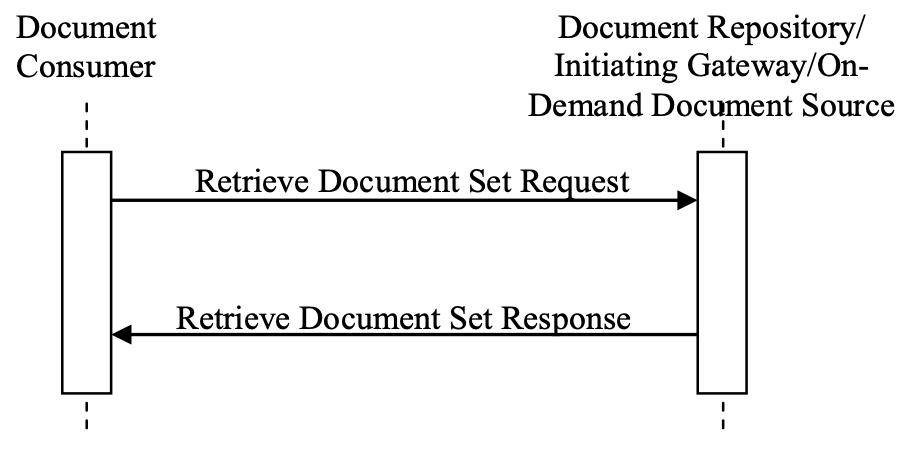 Document
Consumer
Document Repository/
Initiating Gateway/On-
Demand Document Source
Retrieve Document Set Request
Retrieve Document Set Response